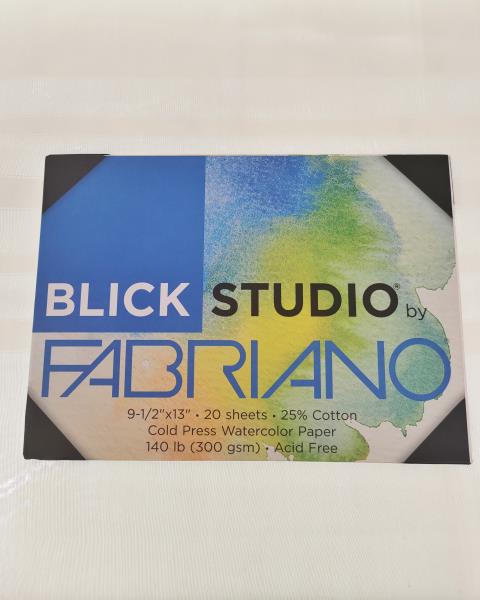 BLICK STUDIO® by
FABRIANO
9-1/2"x13" • 20 sheets • 25% Cotton
Cold Press Watercolor Paper
140 lb (300 gsm) • Acid Free